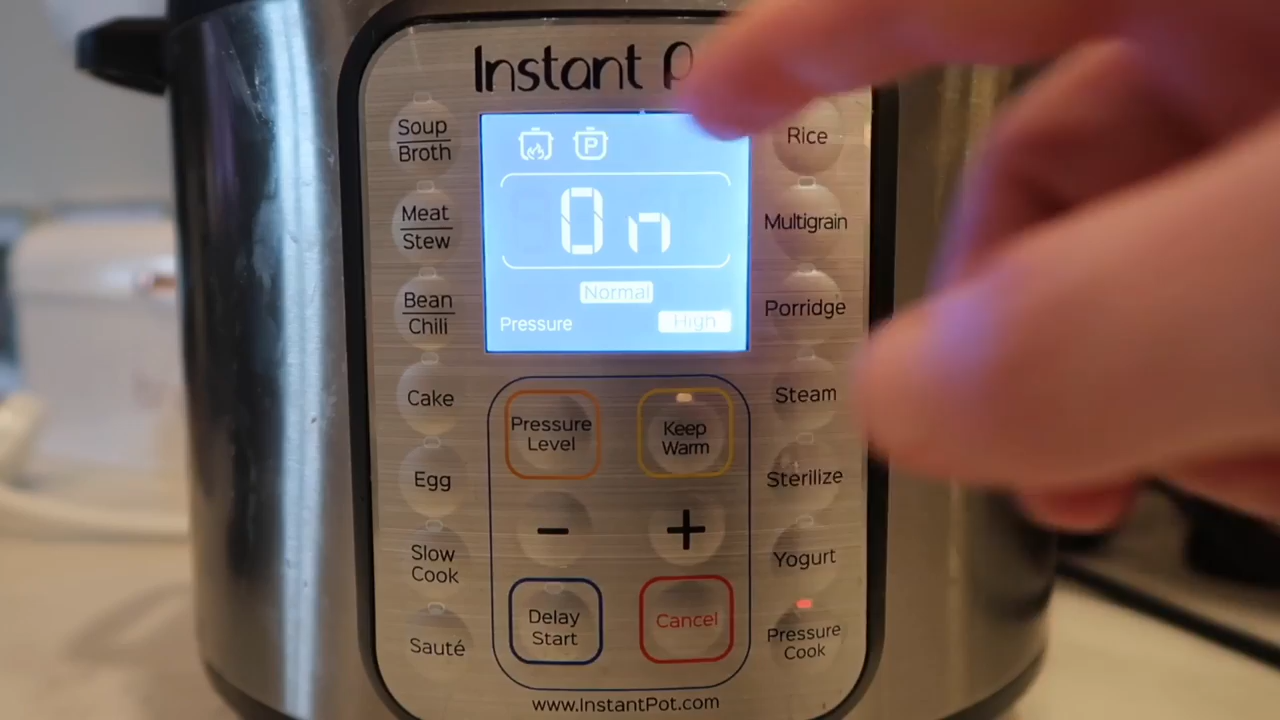 Instant P
Soup
Broth
Meat
Stew
Bean
Chili
Cake
Egg
Slow
Cook
Sauté
P
On
Normal
Pressure High
Pressure
Level
Keep
Warm
-
+
Delay
Start
Cancel
Rice
Multigrain
Porridge
Steam
Sterilize
Yogurt
Pressure
Cook
www.InstantPot.com